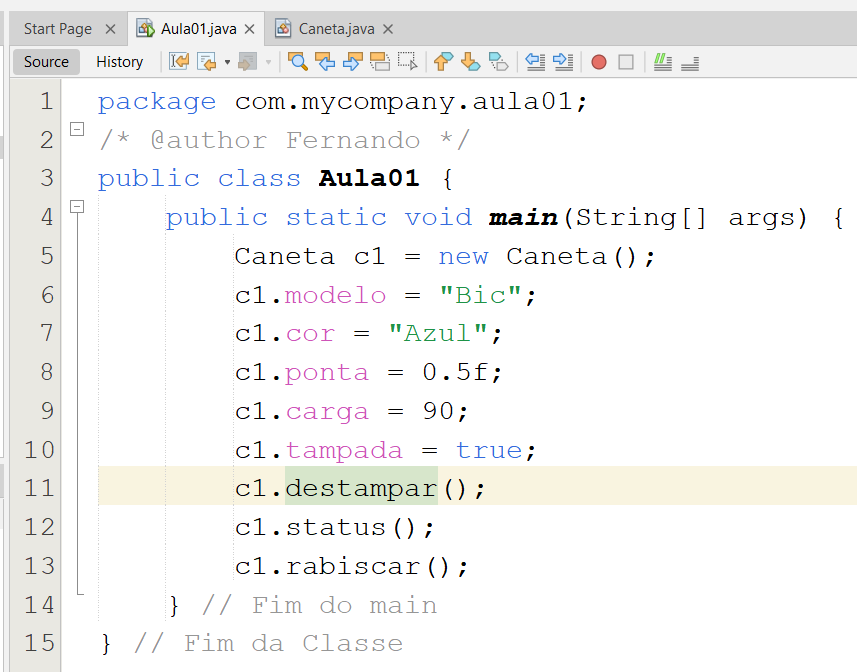 Start Page Aula01.java Caneta.java
Source History
1 package com.mycompany.aula01;
2 /* @author Fernando */
3 public class Aula01 {
4 public static void main(String[] args) {
5 Caneta c1 = new Caneta();
6 c1.modelo = "Bic";
7 c1.cor = "Azul";
8 c1.ponta = 0.5f;
9 c1.carga = 90;
10 c1.tampada = true;
11 c1.destampar();
12 c1.status();
13 c1.rabiscar();
14 } // Fim do main
15 } // Fim da Classe